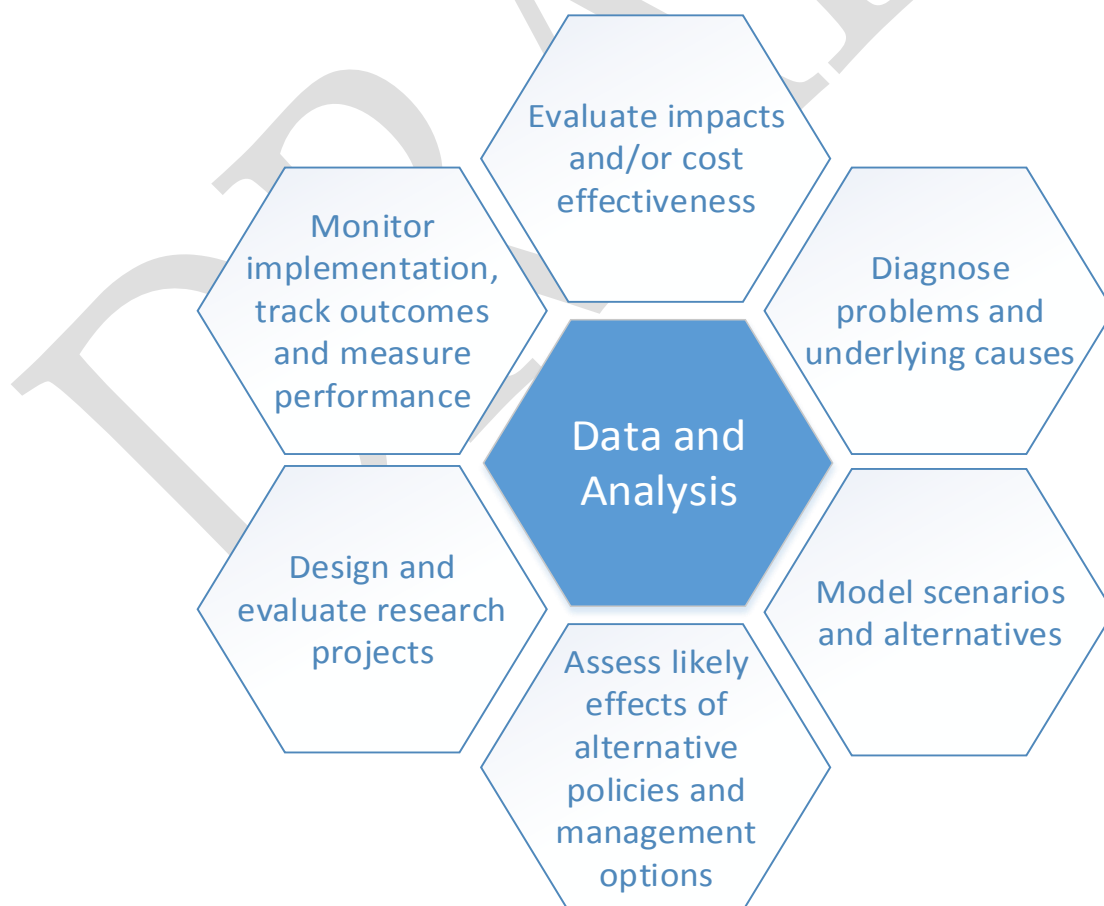 Evaluate impacts
and/or cost
effectiveness
Monitor
implementation,
track outcomes
and measure
performance
Diagnose
problems and
underlying causes
Data and
Analysis
Design and
evaluate research
projects
Model scenarios
and alternatives
Assess likely
effects of
alternative
policies and
management
options